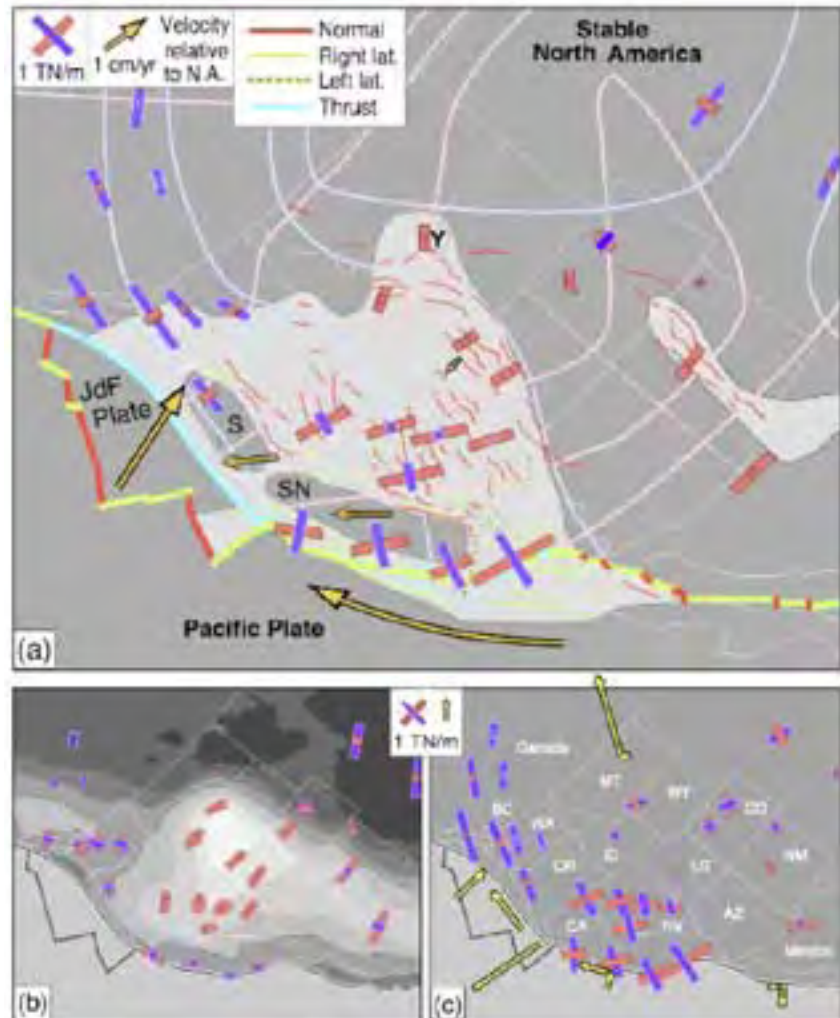 1 TN/m
1 cm/yr
Velocity
relative
to N.A.
Normal
Right lat.
Left lat.
Thrust
Stable
North America
Y
JdF
Plate
S
SN
Pacific Plate
(a)
1 TN/m
(b)
Canada
MT
WY
BC
WA
CO
ID
OR
UT
NM
AZ
CA
NV
Mexico
(c)